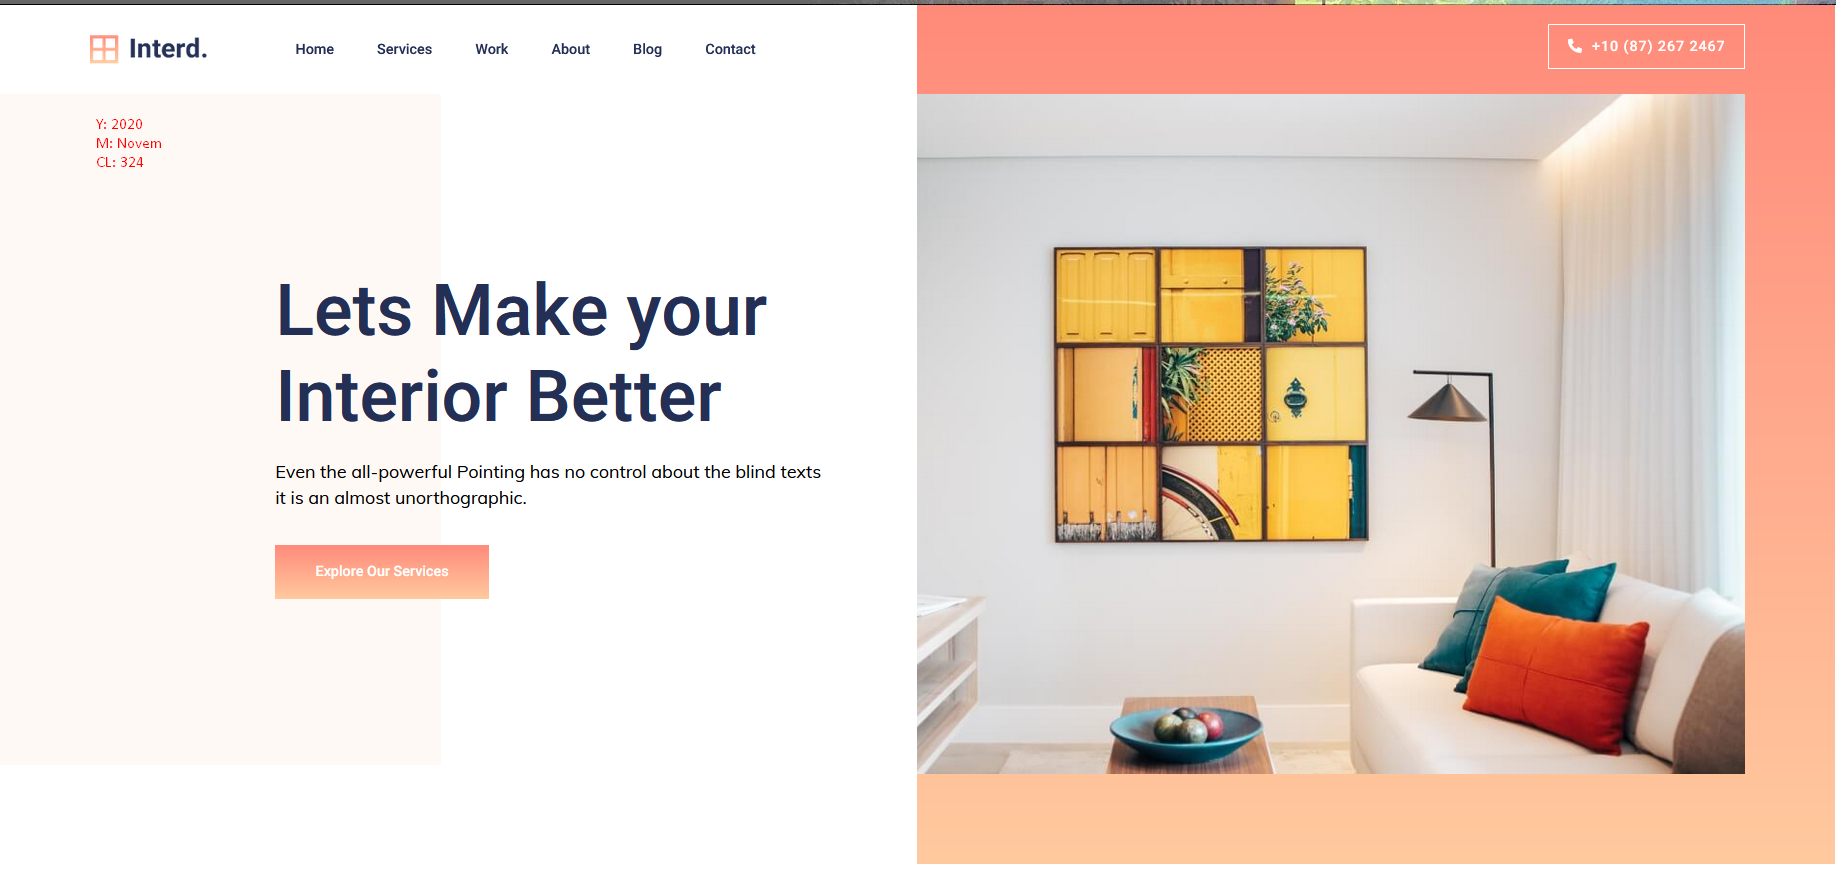 Interd.
Home Services Work About Blog Contact
+10 (87) 267 2467
Y: 2020
M: Novem
CL: 324
Lets Make your
Interior Better
Even the all-powerful Pointing has no control about the blind texts
it is an almost unorthographic.
Explore Our Services